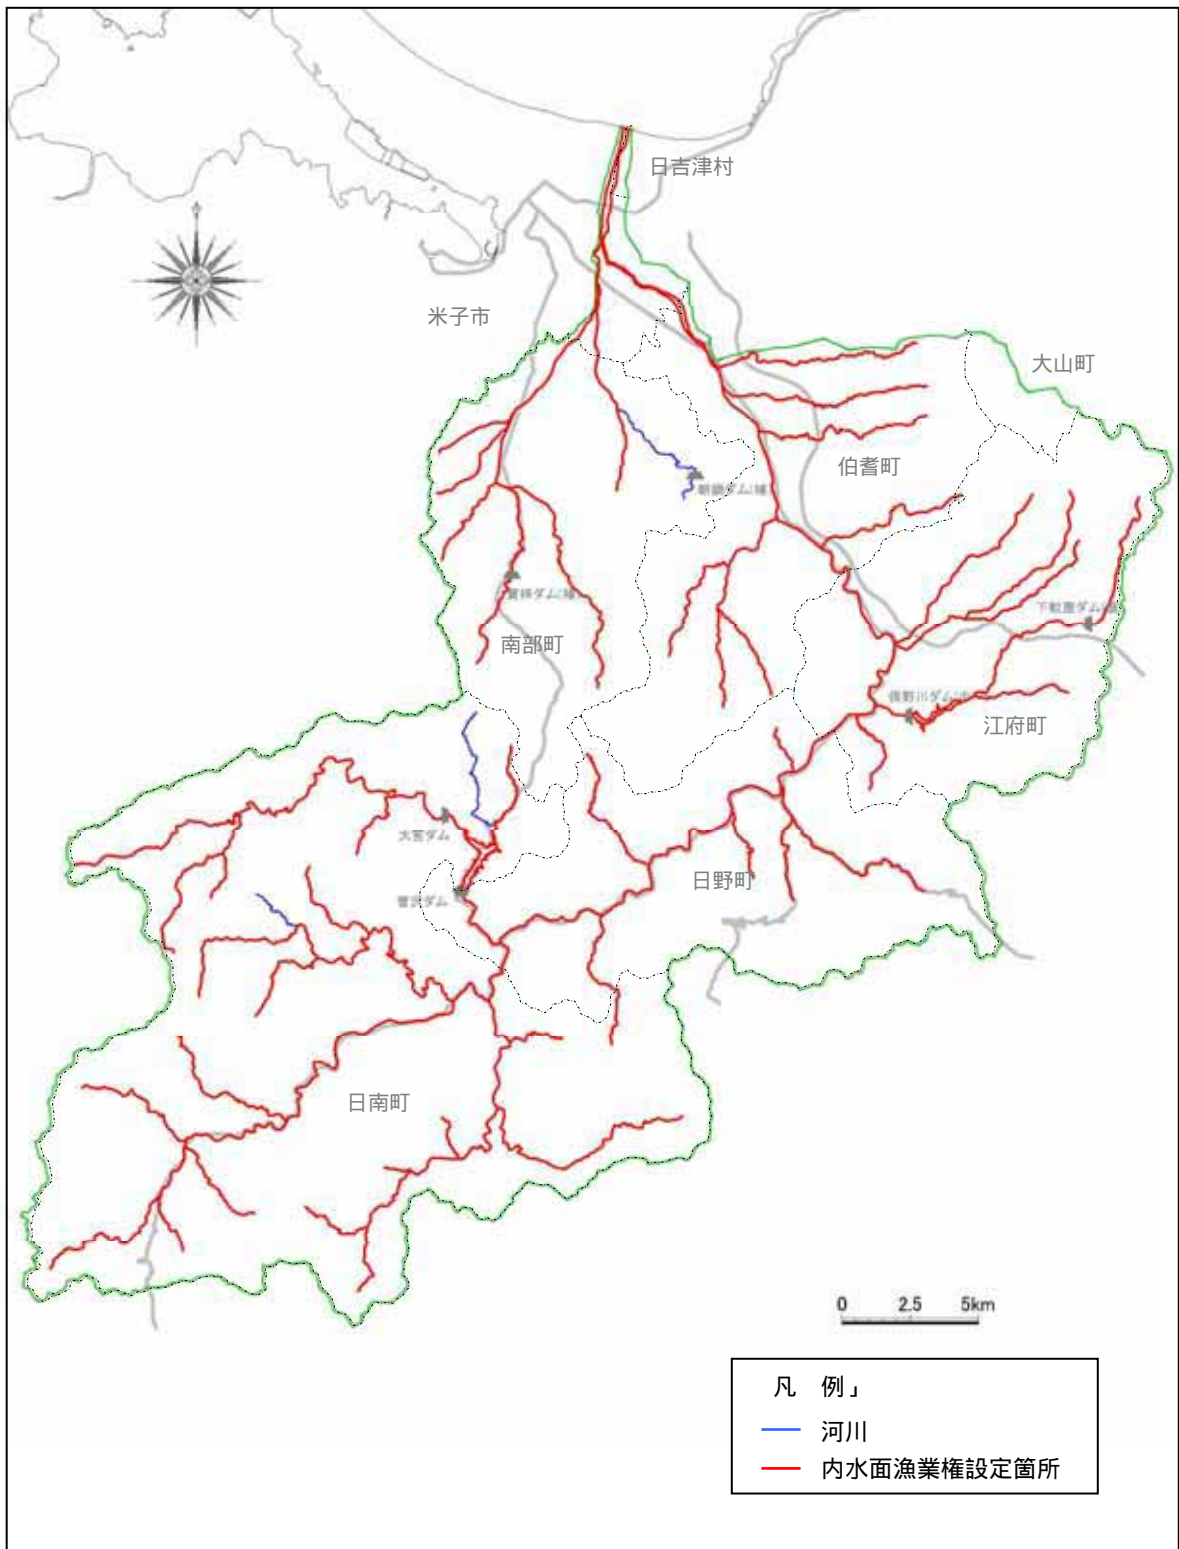 日吉津村
米子市
大山町
伯耆町
南部町
江府町
大宮ダム
菅沢ダム
日野町
日南町
0 2.5 5km
凡 例」
河川
内水面漁業権設定箇所